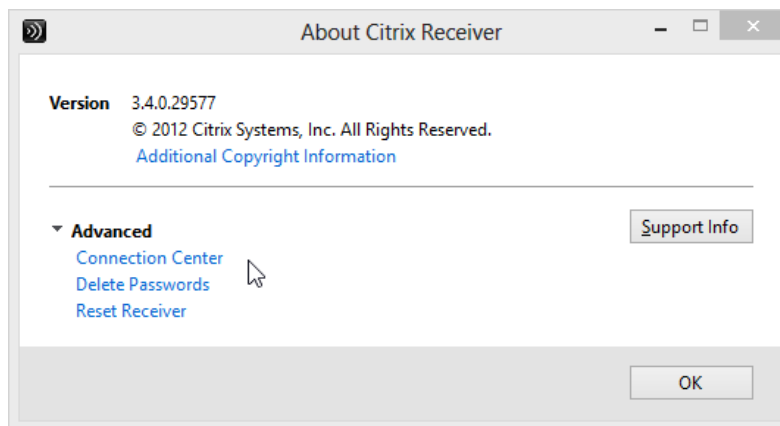 About Citrix Receiver
Version 3.4.0.29577
© 2012 Citrix Systems, Inc. All Rights Reserved.
Additional Copyright Information
Advanced
Support Info
Connection Center
Delete Passwords
Reset Receiver
OK